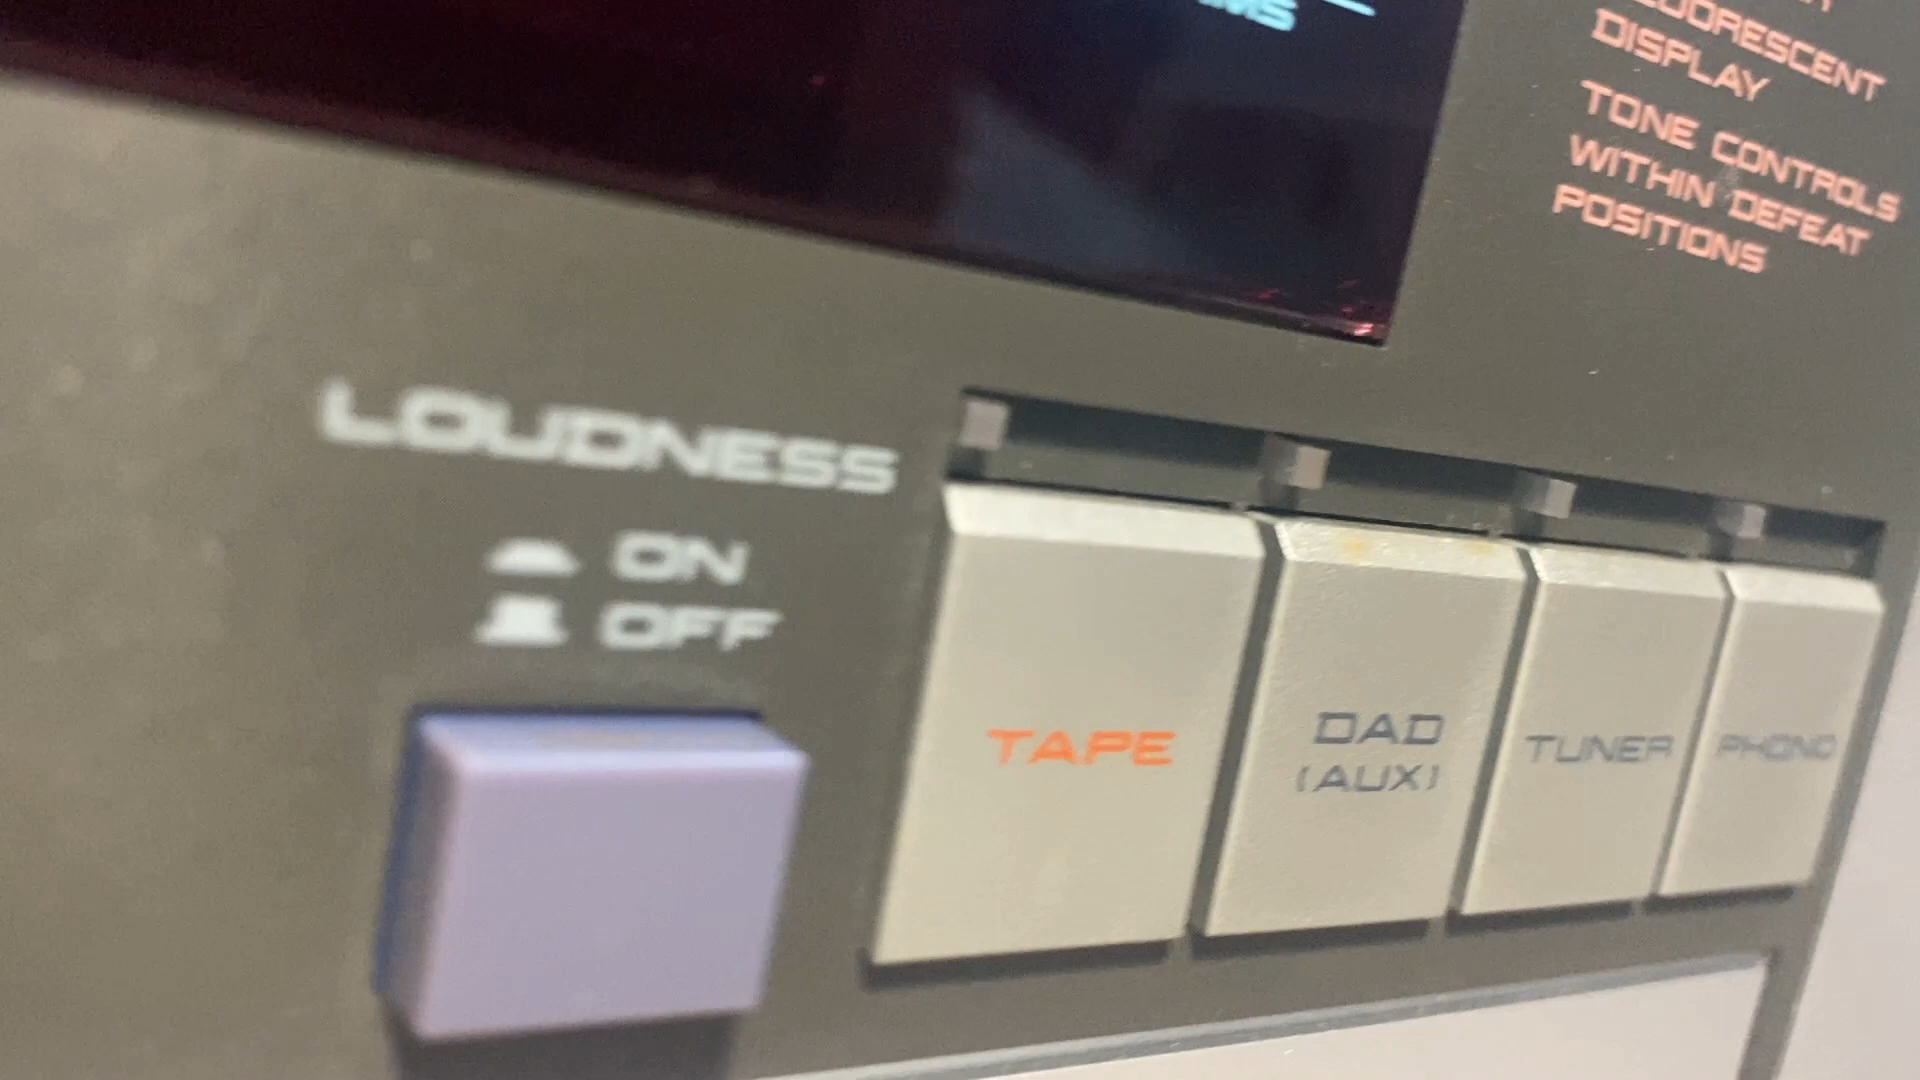 DISPLAY
TONE CONTROLS
WITHIN DEFEAT
POSITIONS
LOUDNESS
ON
OFF
TAPE
DAD
(AUX)
TUNER
PHONO